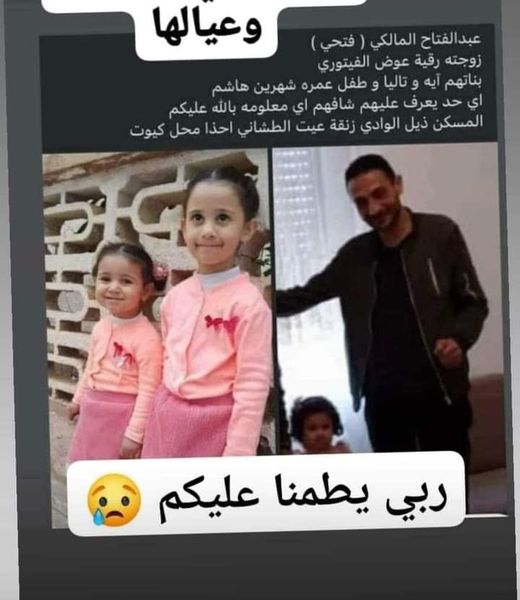 وعيالها
عبدالفتاح المالكي ( فتحي )
زوجته رقية عوض الفيتوري
بناتهم آيه و تاليا و طفل عمره شهرين هاشم
اي حد يعرف عليهم شافهم اي معلومه بالله عليكم
المسكن ذيل الوادي زنقة عيت الطشاني احذا محل كيوت
ربي يطمنا عليكم 😢